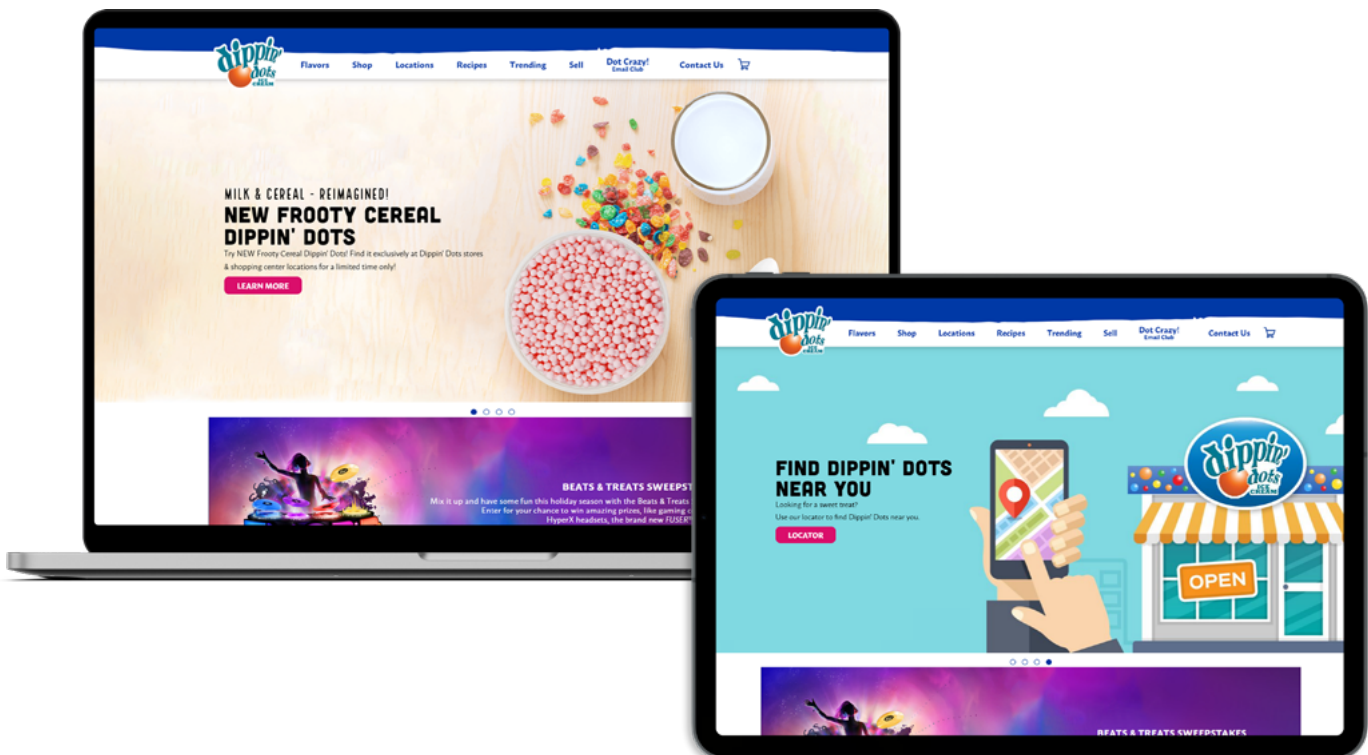 dippin'
dots
ICE
CREAM
Flavors Shop Locations Recipes Trending Sell Dot Crazy! Contact Us
Email Club
MILK & CEREAL - REIMAGINED!
NEW FROOTY CEREAL
DIPPIN' DOTS
Try NEW Frooty Cereal Dippin' Dots! Find it exclusively at Dippin' Dots stores
& shopping center locations for a limited time only!
LEARN MORE
BEATS & TREATS SWEEPST
Mix it up and have some fun this holiday season with the Beats & Treats
Enter for your chance to win amazing prizes, like gaming c
HyperX headsets, the brand new FUSER
dippin'
dots
ICE
CREAM
Flavors Shop Locations Recipes Trending Sell Dot Crazy! Contact Us
Email Club
FIND DIPPIN' DOTS
NEAR YOU
Looking for a sweet treat?
Use our locator to find Dippin' Dots near you.
LOCATOR
dippin'
dots
ICE
CREAM
OPEN
BEATS & TREATS SWEEPSTAKES